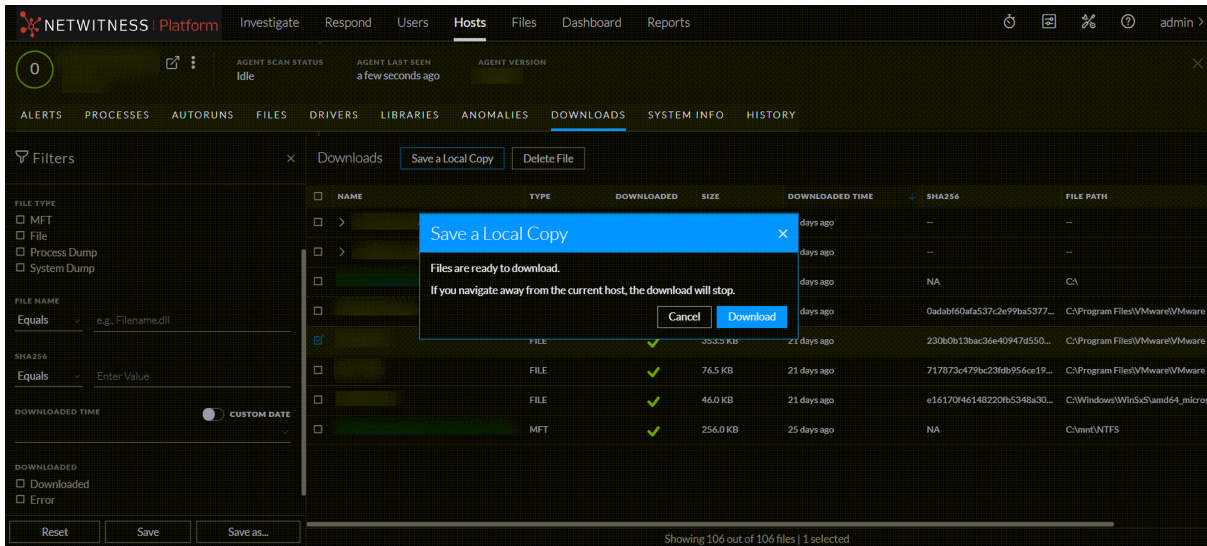 NETWITNESS Platform Investigate Respond Users Hosts Files Dashboard Reports admin >
0
AGENT SCAN STATUS AGENT LAST SEEN AGENT VERSION
Idle a few seconds ago
ALERTS PROCESSES AUTORUNS FILES DRIVERS LIBRARIES ANOMALIES DOWNLOADS SYSTEM INFO HISTORY
Filters
Downloads Save a Local Copy Delete File
NAME TYPE DOWNLOADED SIZE DOWNLOADED TIME SHA256 FILE PATH
FILE TYPE
MFT
File
Process Dump
System Dump
FILE NAME
Equals e.g., Filename.dll
SHA256
Equals Enter Value
DOWNLOADED TIME CUSTOM DATE
DOWNLOADED
Downloaded
Error
Reset Save Save as...
days ago -- --
days ago -- --
days ago NA C:\
days ago 0adabf60afa537c2e99ba5377... C:\Program Files\VMware\VMware
FILE 353.5 KB 21 days ago 230b0b13bac36e40947d550... C:\Program Files\VMware\VMware
FILE 76.5 KB 21 days ago 717873c479bc23fdb956ce19... C:\Program Files\VMware\VMware
FILE 46.0 KB 21 days ago e16170f46148220fb5348a30... C:\Windows\WinSxS\amd64_micros
MFT 256.0 KB 25 days ago NA C:\mnt\NTFS
Save a Local Copy
Files are ready to download.
If you navigate away from the current host, the download will stop.
Cancel Download
Showing 106 out of 106 files | 1 selected